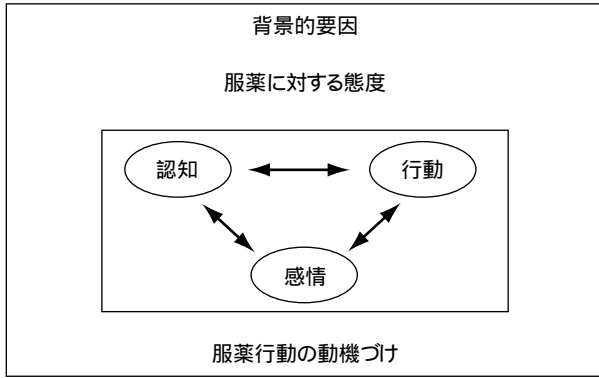 背景的要因
服薬に対する態度
認知
行動
感情
服薬行動の動機づけ